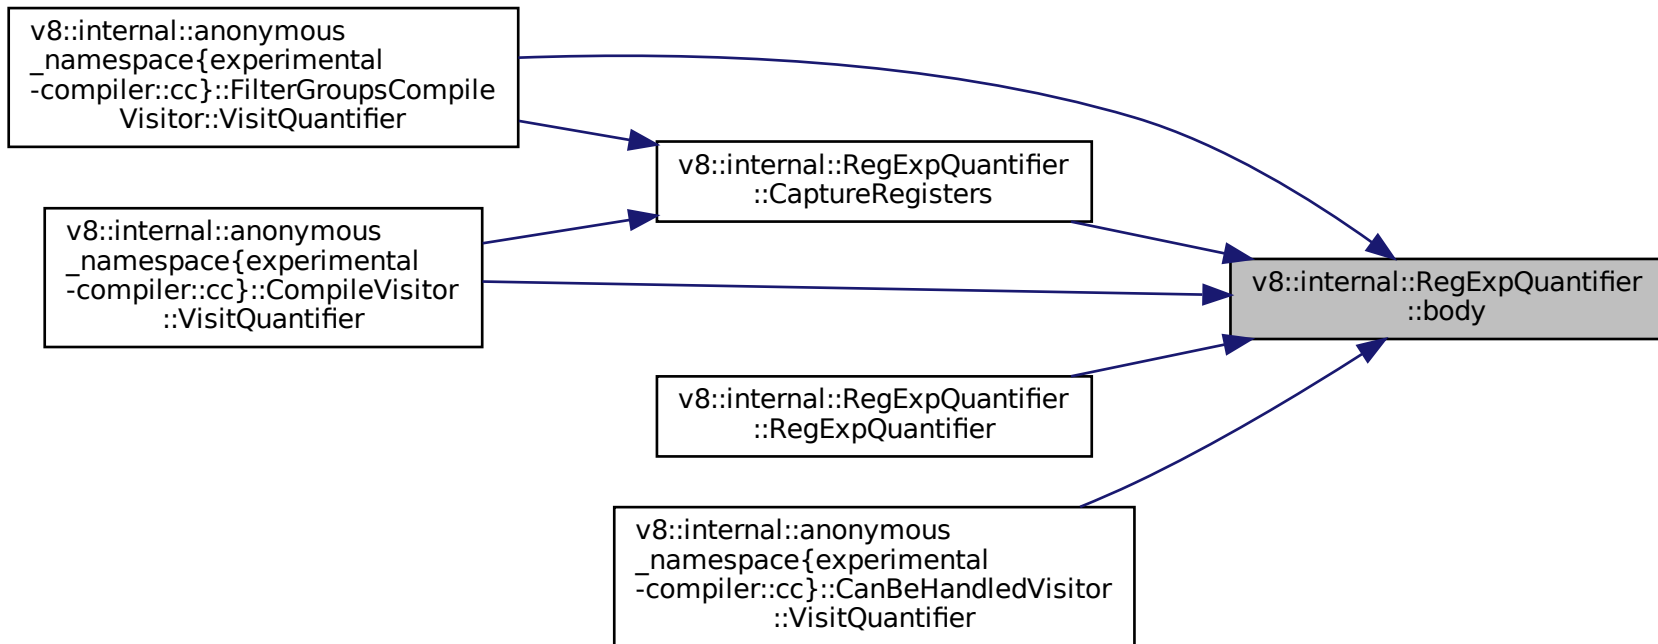 v8::internal::anonymous
_namespace{experimental
-compiler::cc}::FilterGroupsCompile
Visitor::VisitQuantifier
v8::internal::RegExpQuantifier
::CaptureRegisters
v8::internal::anonymous
_namespace{experimental
-compiler::cc}::CompileVisitor
::VisitQuantifier
v8::internal::RegExpQuantifier
::body
v8::internal::RegExpQuantifier
::RegExpQuantifier
v8::internal::anonymous
_namespace{experimental
-compiler::cc}::CanBeHandledVisitor
::VisitQuantifier